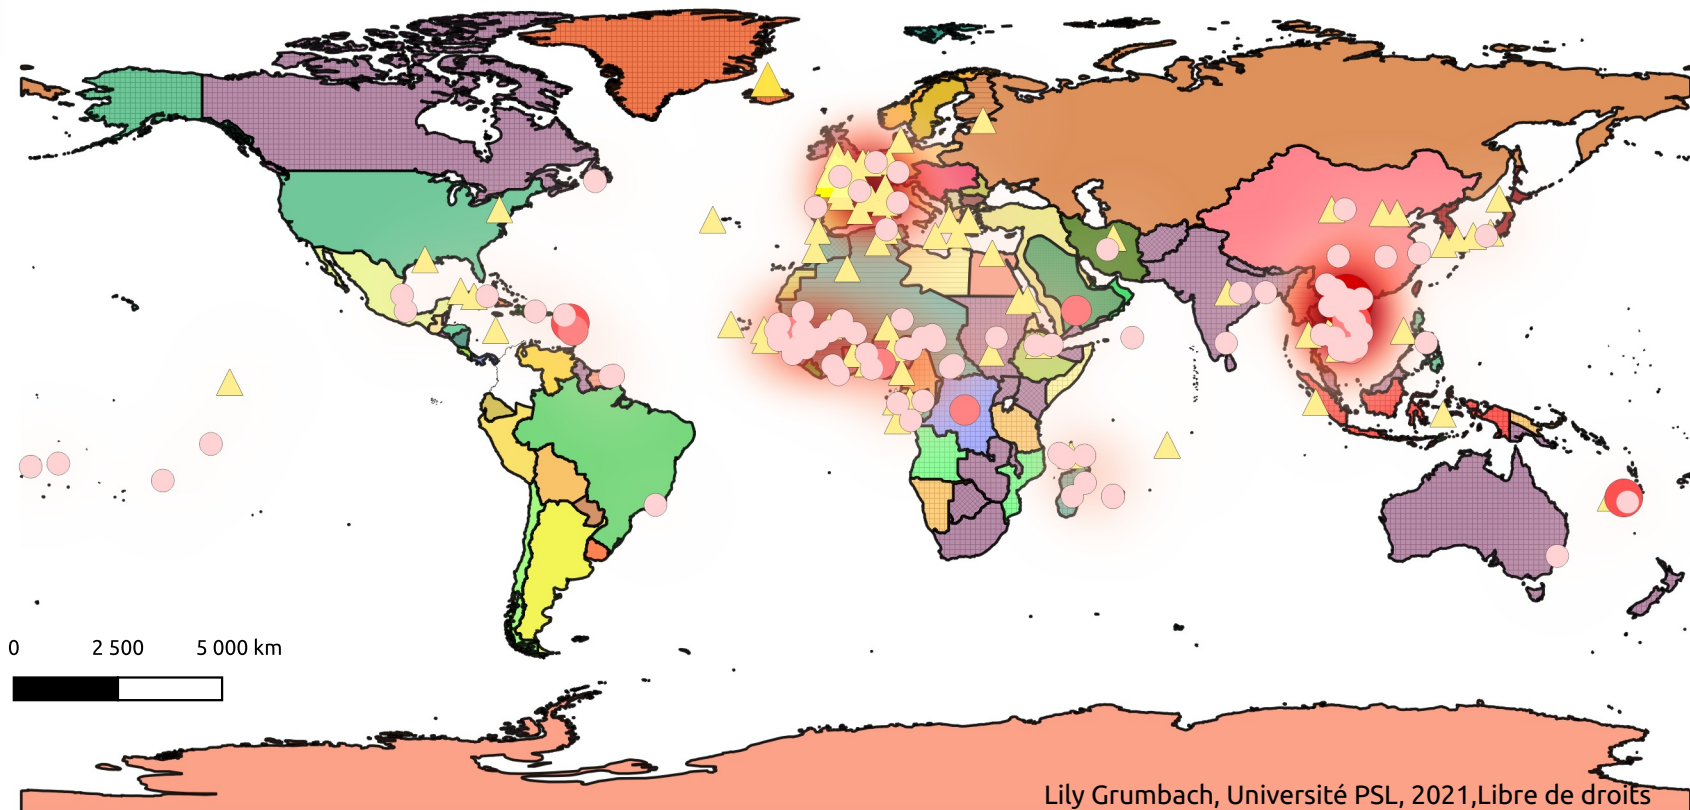 0 2 500 5 000 km
Lily Grumbach, Université PSL, 2021,Libre de droits